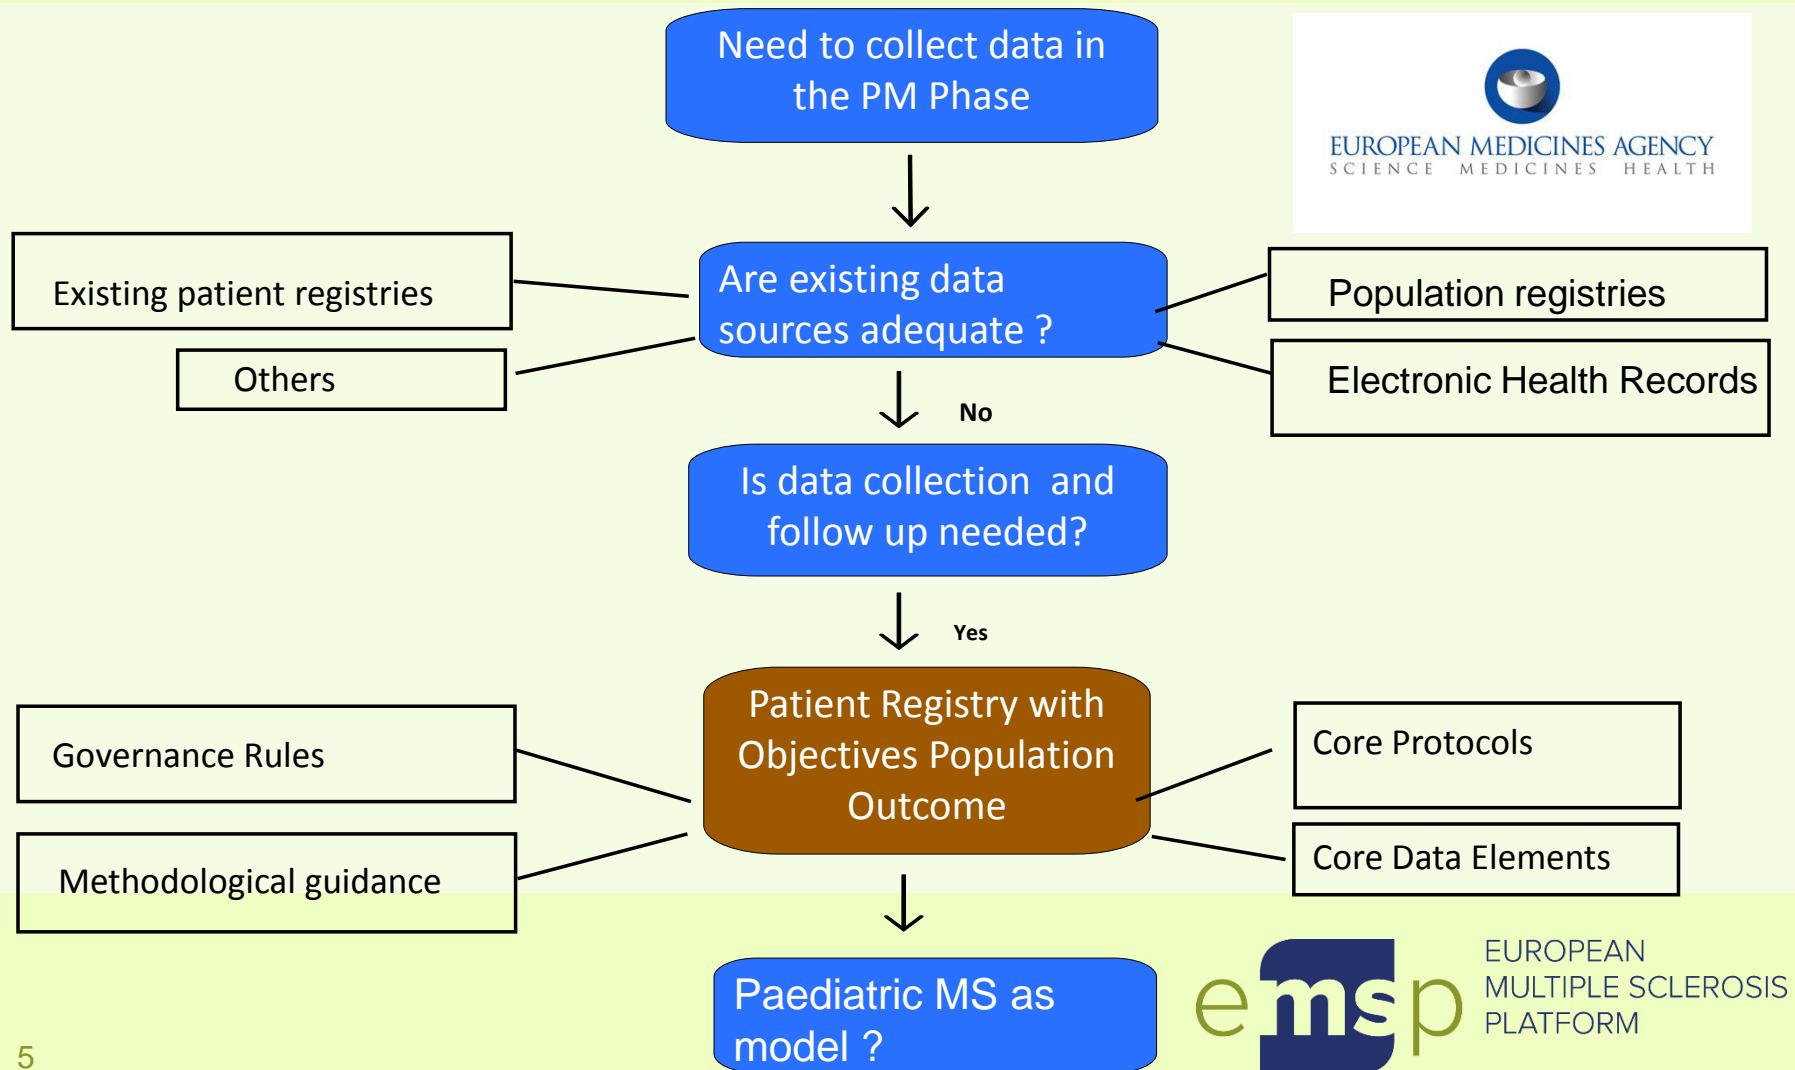 Need to collect data in
the PM Phase
EUROPEAN MEDICINES AGENCY
SCIENCE MEDICINES HEALTH
Existing patient registries
Others
Are existing data
sources adequate ?
Population registries
Electronic Health Records
No
Is data collection and
follow up needed?
Yes
Governance Rules
Methodological guidance
Patient Registry with
Objectives Population
Outcome
Core Protocols
Core Data Elements
Paediatric MS as
model ?
emsp
EUROPEAN
MULTIPLE SCLEROSIS
PLATFORM
5